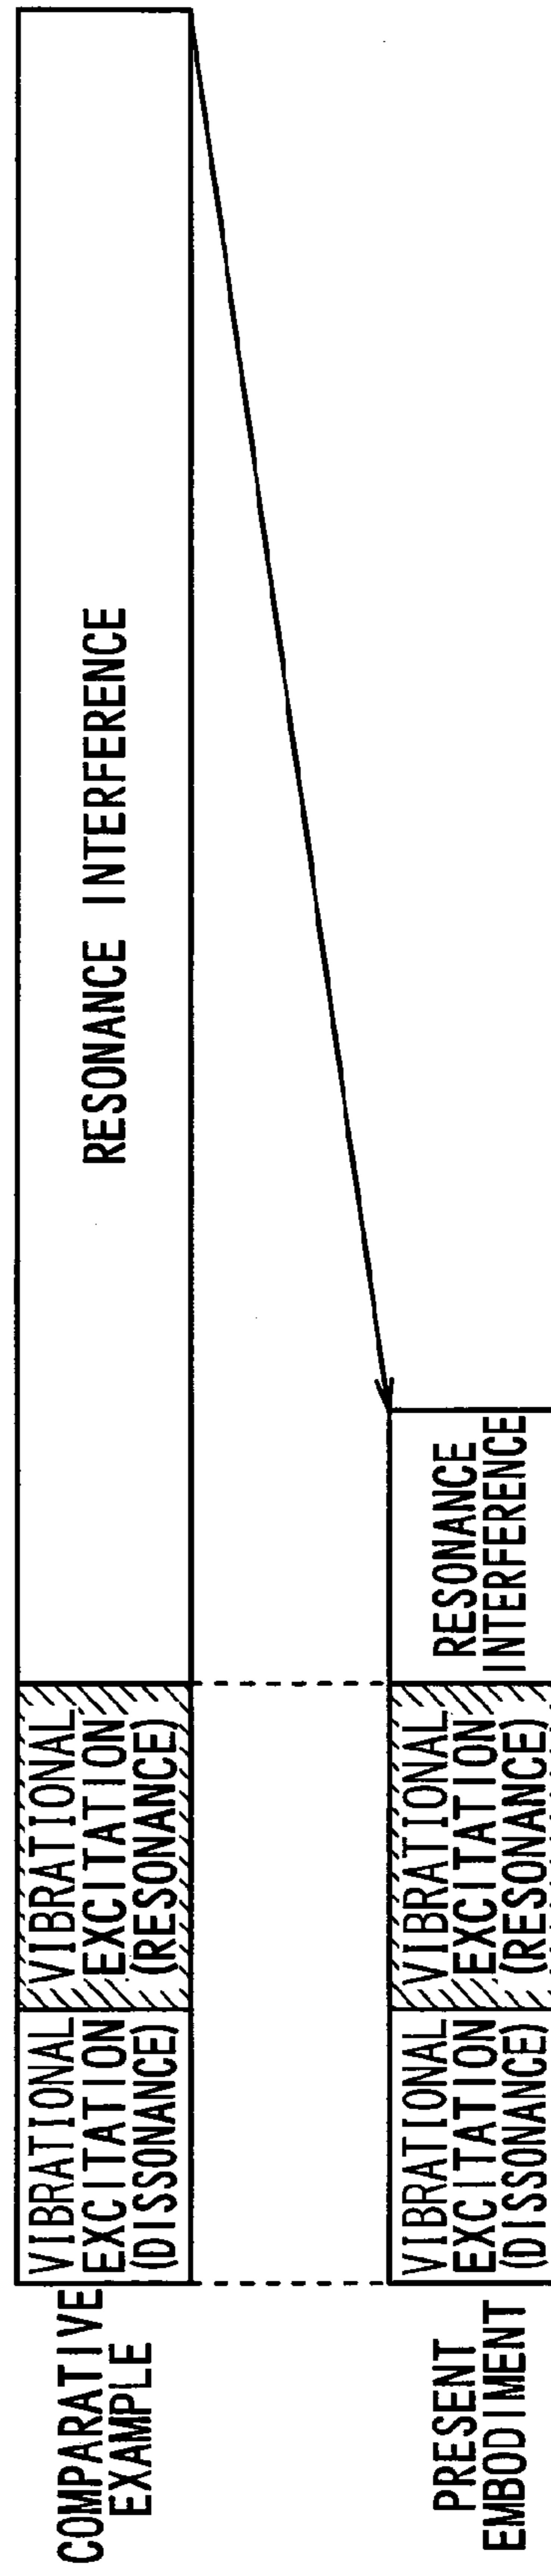 COMPARATIVE
EXAMPLE
VIBRATIONAL
EXCITATION
(DISSONANCE)
VIBRATIONAL
EXCITATION
(RESONANCE)
RESONANCE INTERFERENCE
PRESENT
EMBODIMENT
VIBRATIONAL
EXCITATION
(DISSONANCE)
VIBRATIONAL
EXCITATION
(RESONANCE)
RESONANCE
INTERFERENCE